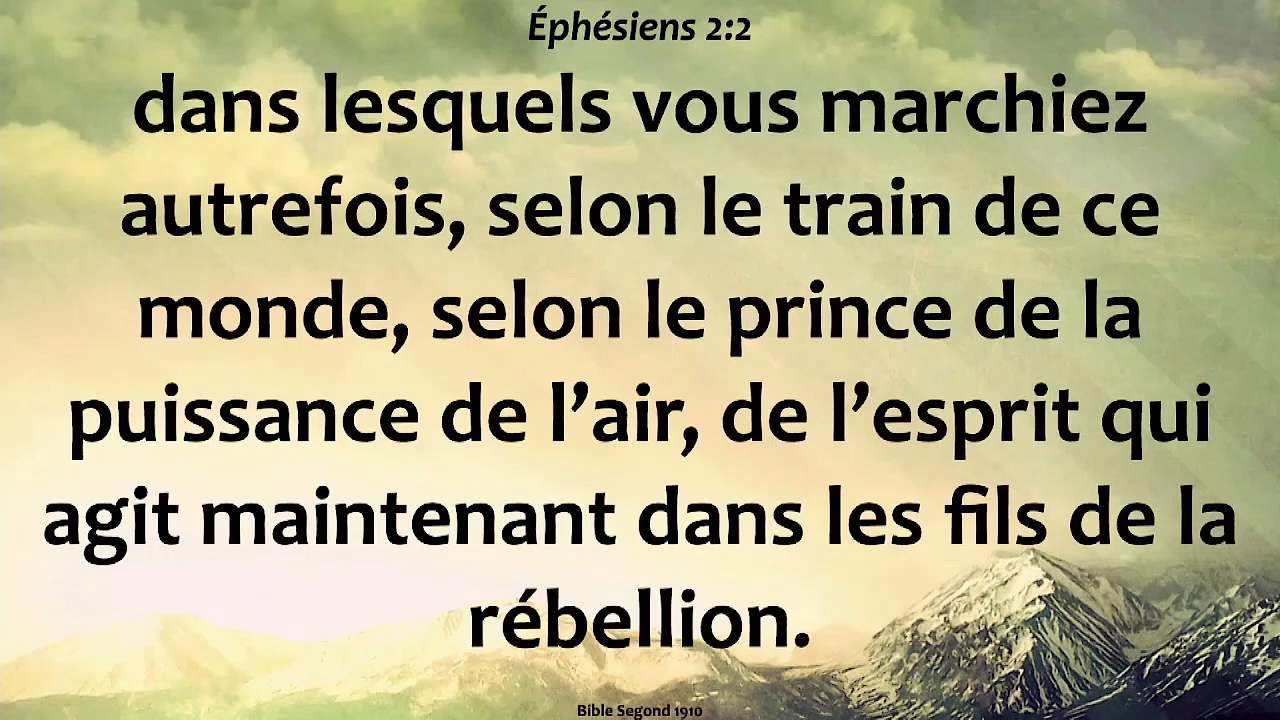 Éphésiens 2:2
dans lesquels vous marchiez
autrefois, selon le train de ce
monde, selon le prince de la
puissance de l’air, de l’esprit qui
agit maintenant dans les fils de la
rébellion.
Bible Segond 1910